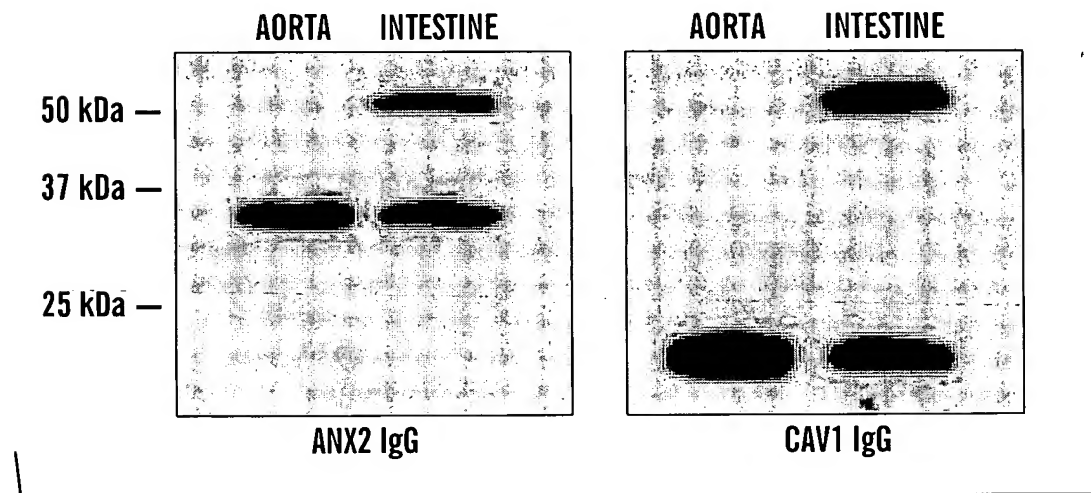 AORTA INTESTINE AORTA INTESTINE
50 kDa —
37 kDa —
25 kDa —
ANX2 IgG CAV1 IgG